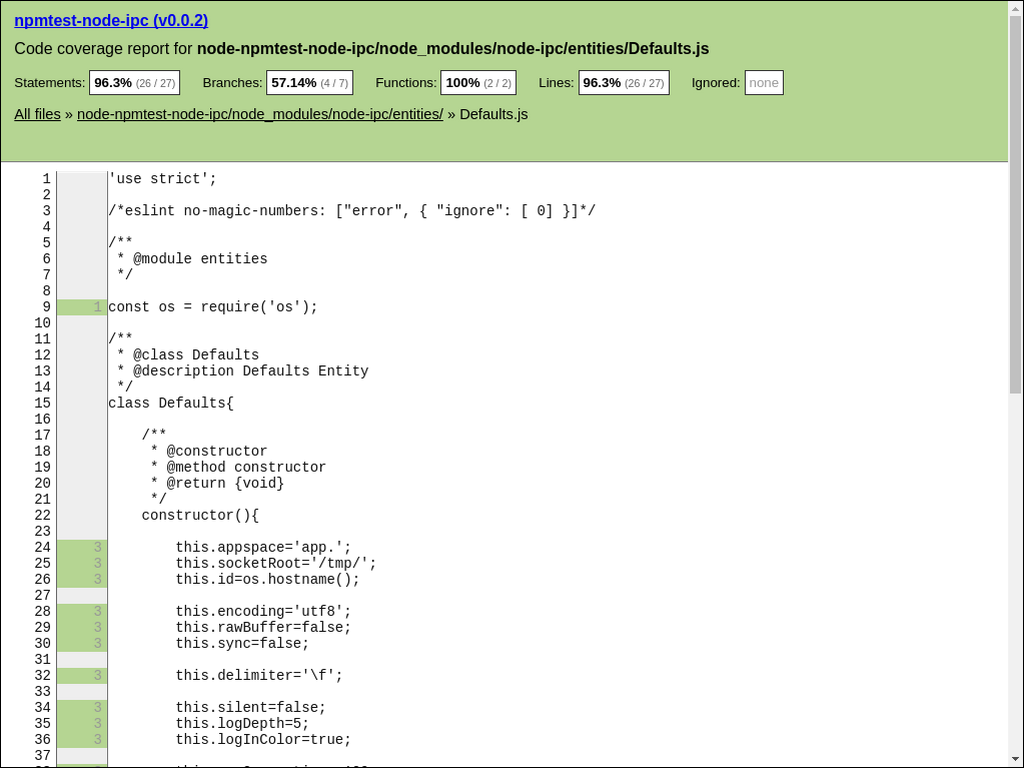 npmtest-node-ipc (v0.0.2)
Code coverage report for node-npmtest-node-ipc/node_modules/node-ipc/entities/Defaults.js
Statements: 96.3% (26 / 27) Branches: 57.14% (4 / 7) Functions: 100% (2 / 2) Lines: 96.3% (26 / 27) Ignored: none
All files » node-npmtest-node-ipc/node_modules/node-ipc/entities/ » Defaults.js
1 'use strict';
2
3 /*eslint no-magic-numbers: ["error", { "ignore": [ 0] }]*/
4
5 /**
6  * @module entities
7  */
8
9 1 const os = require('os');
10
11 /**
12  * @class Defaults
13  * @description Defaults Entity
14  */
15 class Defaults{
16
17     /**
18      * @constructor
19      * @method constructor
20      * @return {void}
21      */
22     constructor(){
23
24 3         this.appspace='app.';
25 3         this.socketRoot='/tmp/';
26 3         this.id=os.hostname();
27
28 3         this.encoding='utf8';
29 3         this.rawBuffer=false;
30 3         this.sync=false;
31
32 3         this.delimiter='\f';
33
34 3         this.silent=false;
35 3         this.logDepth=5;
36 3         this.logInColor=true;
37